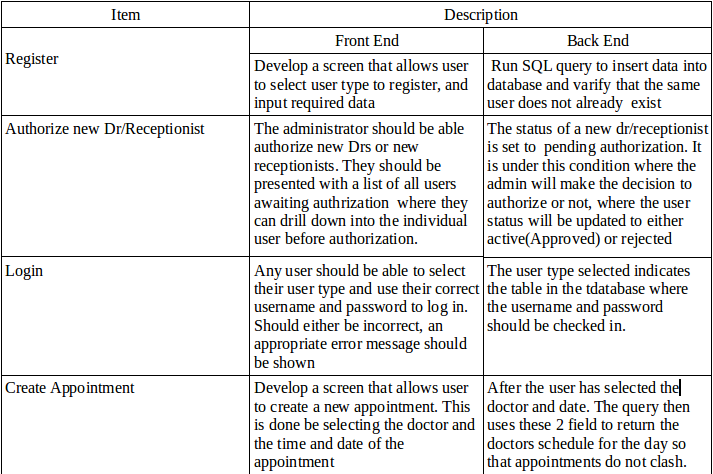 Item
Description
Front End
Back End
Register
Develop a screen that allows user
to select user type to register, and
input required data
Run SQL query to insert data into
database and varify that the same
user does not already exist
Authorize new Dr/Receptionist
The administrator should be able
authorize new Drs or new
receptionists. They should be
presented with a list of all users
awaiting authrization where they
can drill down into the individual
user before authorization.
The status of a new dr/receptionist
is set to pending authorization. It
is under this condition where the
admin will make the decision to
authorize or not, where the user
status will be updated to either
active(Approved) or rejected
Login
Any user should be able to select
their user type and use their correct
username and password to log in.
Should either be incorrect, an
appropriate error message should
be shown
The user type selected indicates
the table in the tdatabase where
the username and password
should be checked in.
Create Appointment
Develop a screen that allows user
to create a new appointment. This
is done be selecting the doctor and
the time and date of the
appointment
After the user has selected the
doctor and date. The query then
uses these 2 field to return the
doctors schedule for the day so
that appointments do not clash.